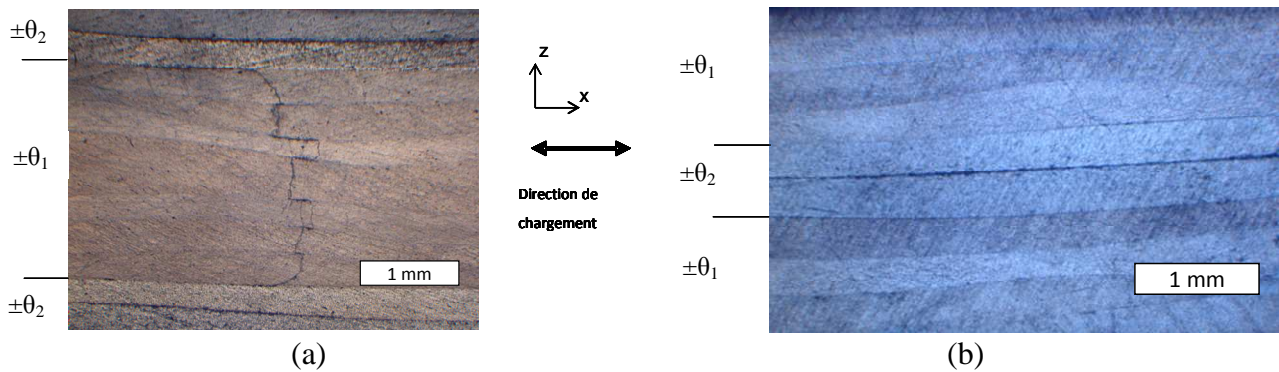 ±θ2
±θ1
±θ2
1 mm
(a)
z
x
Direction de
chargement
±θ1
±θ2
±θ1
1 mm
(b)